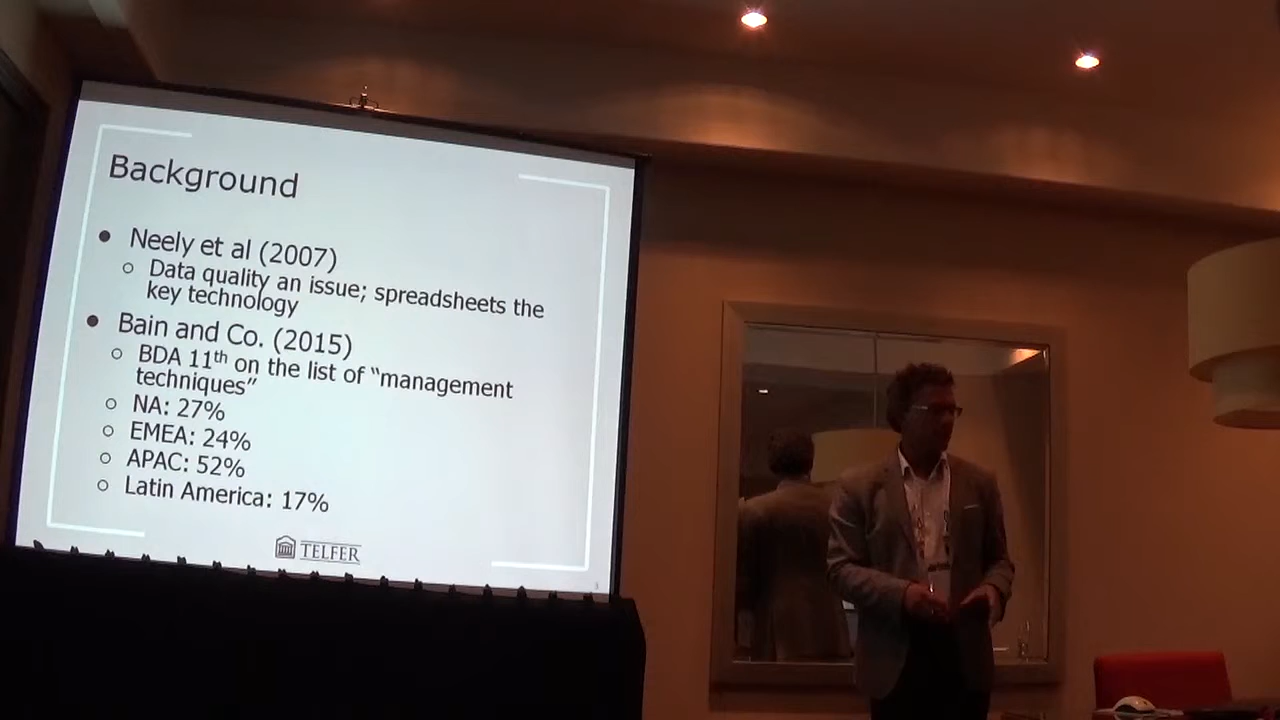 Background
Neely et al (2007)
Data quality an issue; spreadsheets the
key technology
Bain and Co. (2015)
BDA 11th on the list of “management
techniques”
NA: 27%
EMEA: 24%
APAC: 52%
Latin America: 17%
TELFER